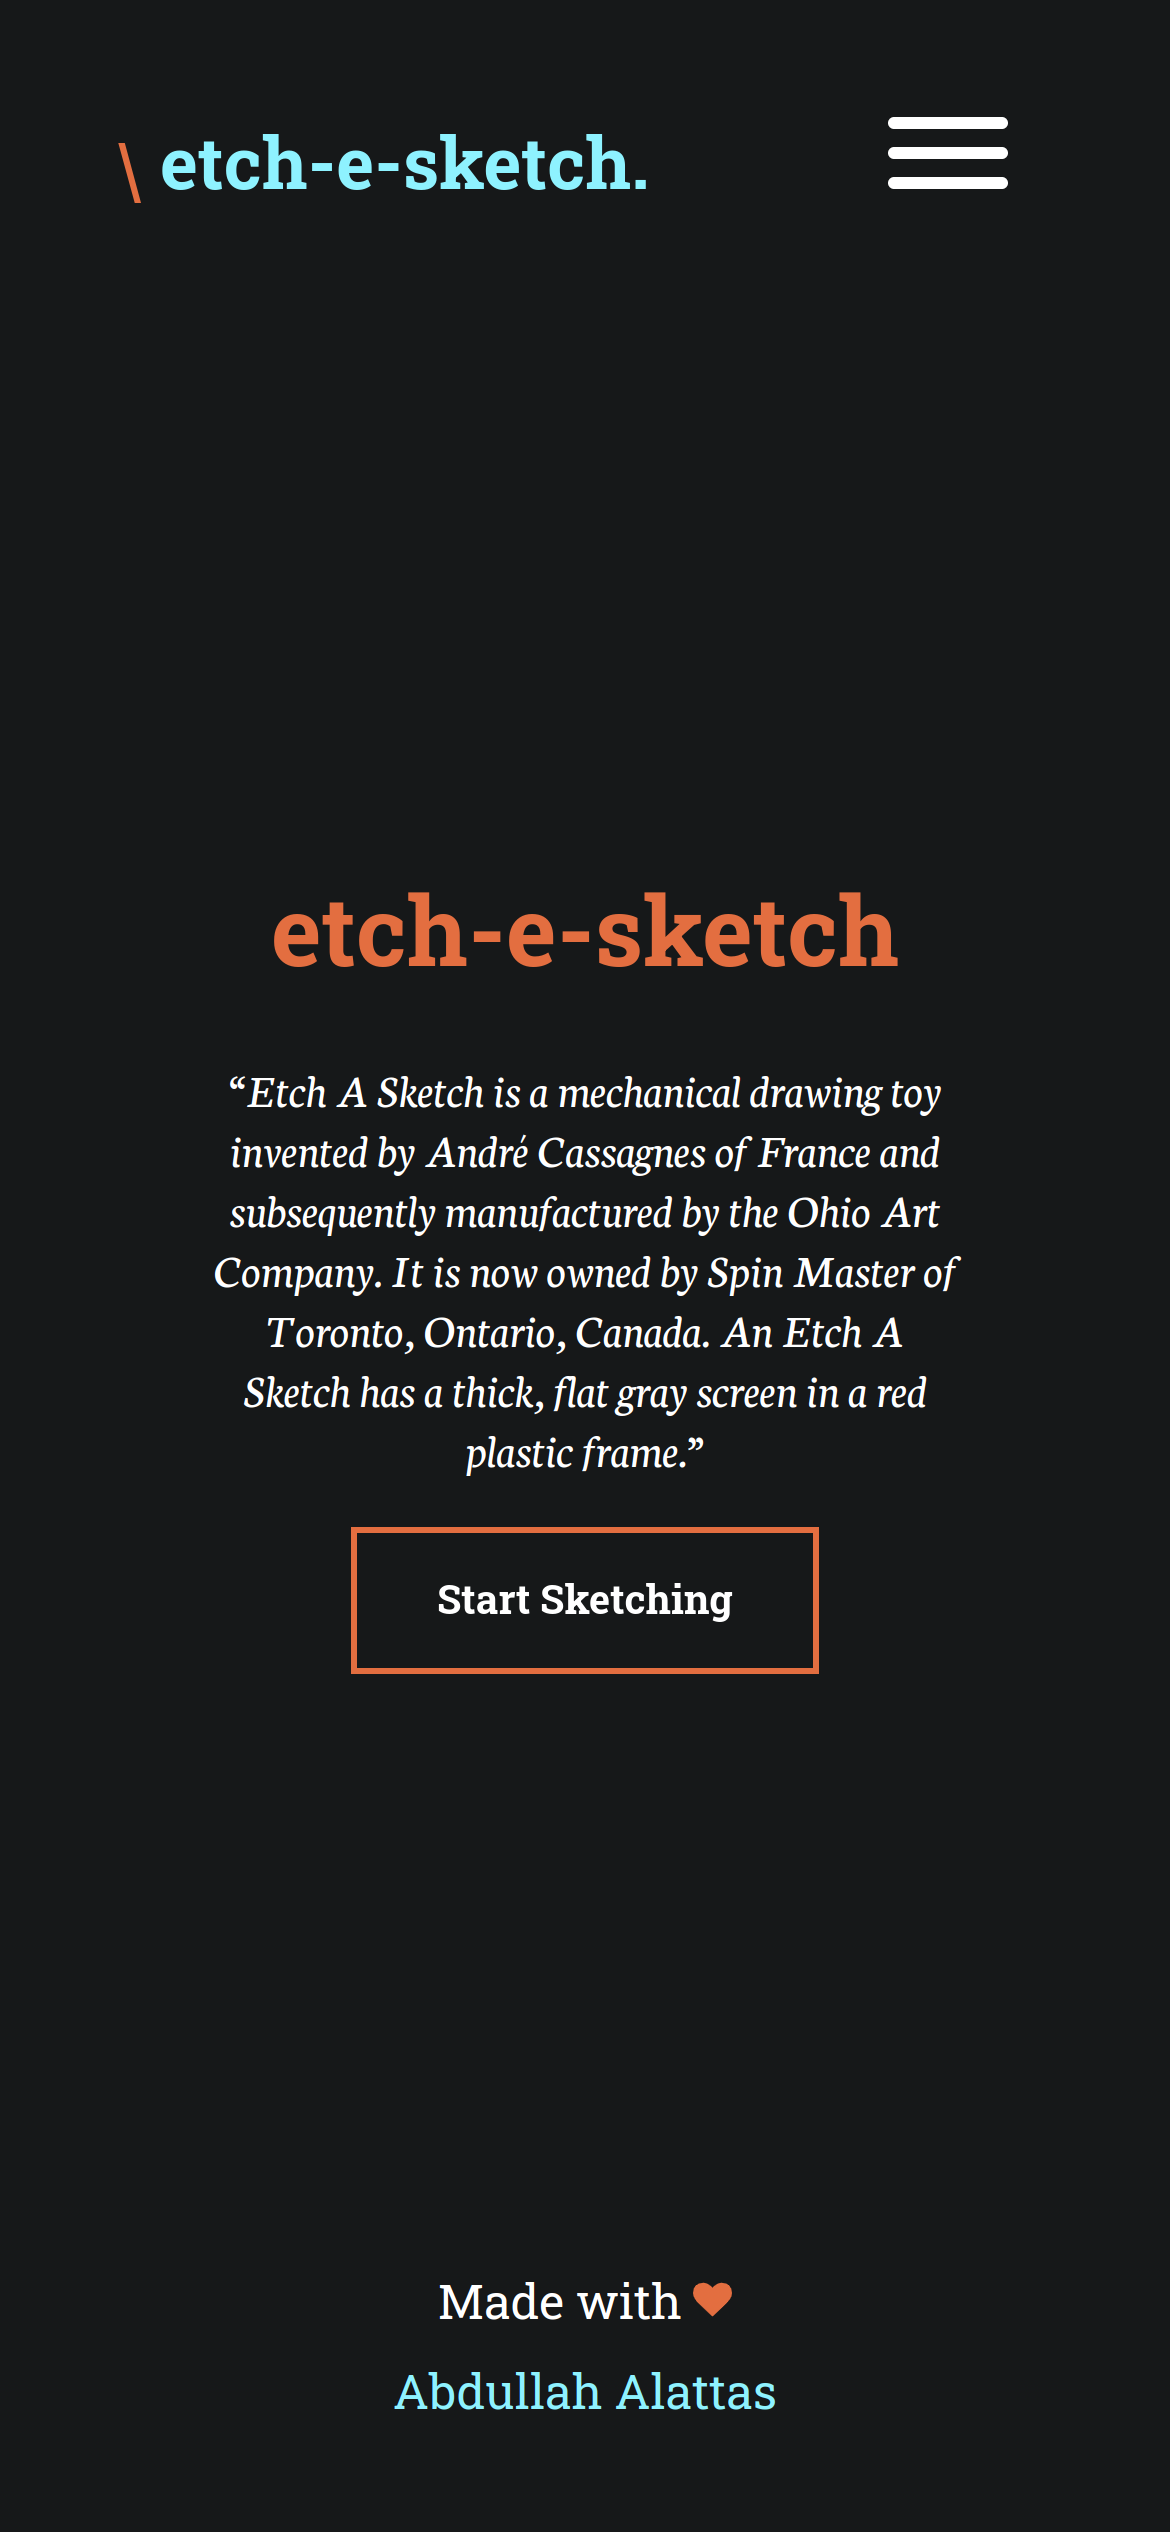 \ etch-e-sketch.
etch-e-sketch
“Etch A Sketch is a mechanical drawing toy
invented by André Cassagnes of France and
subsequently manufactured by the Ohio Art
Company. It is now owned by Spin Master of
Toronto, Ontario, Canada. An Etch A
Sketch has a thick, flat gray screen in a red
plastic frame.”
Start Sketching
Made with
Abdullah Alattas